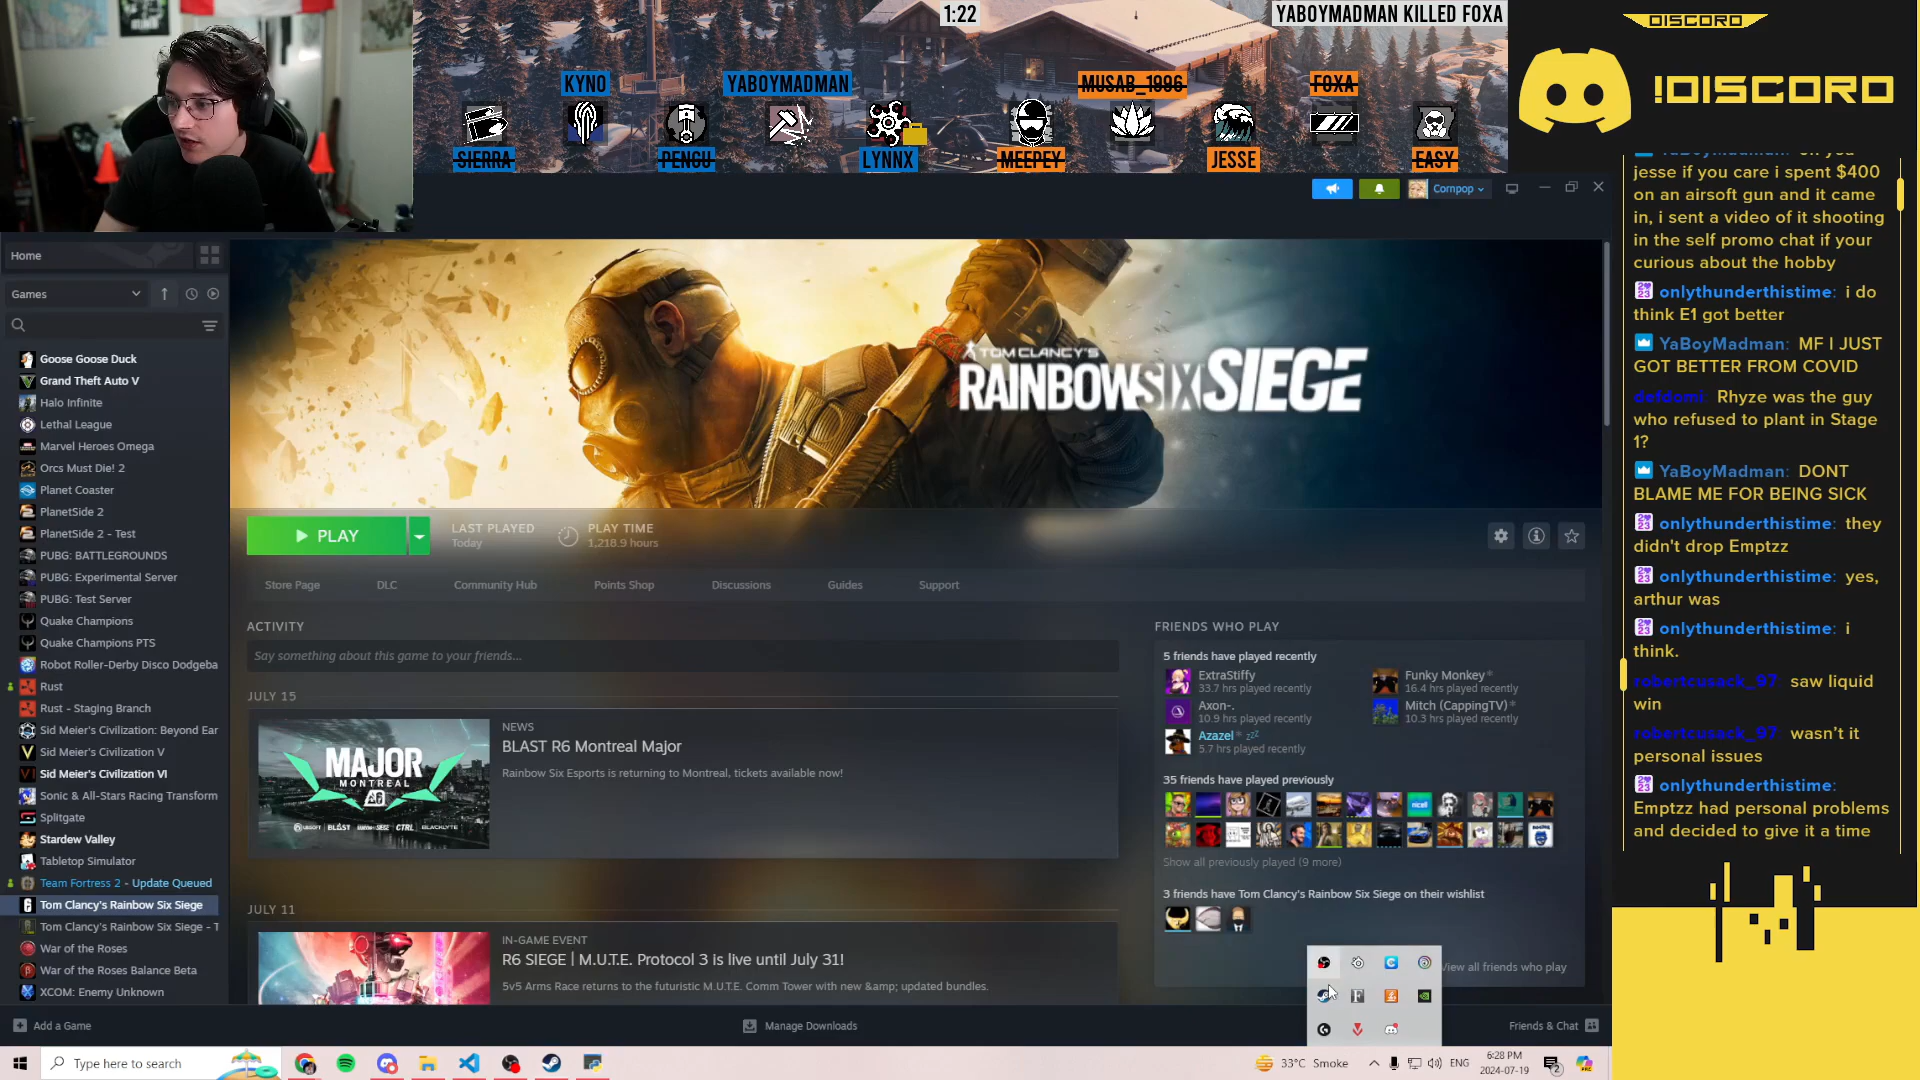 1:22
YABOYMADMAN KILLED FOXA
KYNO
YABOYMADMAN
MUSAB_1996
FOXA
SIERRA
PENGU
LYNNX
MEEPEY
JESSE
EASY
DISCORD
!DISCORD
Cornpop
Home
Games
Goose Goose Duck
Grand Theft Auto V
Halo Infinite
Lethal League
Marvel Heroes Omega
Orcs Must Die! 2
Planet Coaster
PlanetSide 2
PlanetSide 2 - Test
PUBG: BATTLEGROUNDS
PUBG: Experimental Server
PUBG: Test Server
Quake Champions
Quake Champions PTS
Robot Roller-Derby Disco Dodgeba
Rust
Rust - Staging Branch
Sid Meier's Civilization: Beyond Ear
Sid Meier's Civilization V
Sid Meier's Civilization VI
Sonic & All-Stars Racing Transform
Splitgate
Stardew Valley
Tabletop Simulator
Team Fortress 2 - Update Queued
Tom Clancy's Rainbow Six Siege
Tom Clancy's Rainbow Six Siege - T
War of the Roses
War of the Roses Balance Beta
XCOM: Enemy Unknown
Add a Game
TOM CLANCY'S
RAINBOW SIX SIEGE
PLAY
LAST PLAYED
Today
PLAY TIME
1,218.9 hours
Store Page
DLC
Community Hub
Points Shop
Discussions
Guides
Support
ACTIVITY
Say something about this game to your friends...
JULY 15
MAJOR
MONTREAL
UBISOFT
BLAST
CTRL
BLACKLYTE
NEWS
BLAST R6 Montreal Major
Rainbow Six Esports is returning to Montreal, tickets available now!
JULY 11
IN-GAME EVENT
R6 SIEGE | M.U.T.E. Protocol 3 is live until July 31!
5v5 Arms Race returns to the futuristic M.U.T.E. Comm Tower with new &amp; updated bundles.
FRIENDS WHO PLAY
5 friends have played recently
ExtraStiffy
33.7 hrs played recently
Funky Monkey*
16.4 hrs played recently
Axon-.
10.9 hrs played recently
Mitch (CappingTV)*
10.3 hrs played recently
Azazel* zzz
5.7 hrs played recently
35 friends have played previously
Show all previously played (9 more)
3 friends have Tom Clancy's Rainbow Six Siege on their wishlist
View all friends who play
Manage Downloads
Friends & Chat
jesse if you care i spent $400
on an airsoft gun and it came
in, i sent a video of it shooting
in the self promo chat if your
curious about the hobby
onlythunderthistime: i do
think E1 got better
YaBoyMadman: MF I JUST
GOT BETTER FROM COVID
defdomi: Rhyze was the guy
who refused to plant in Stage
1?
YaBoyMadman: DONT
BLAME ME FOR BEING SICK
onlythunderthistime: they
didn't drop Emptzz
onlythunderthistime: yes,
arthur was
onlythunderthistime: i
think.
robertcusack_97: saw liquid
win
robertcusack_97: wasn't it
personal issues
onlythunderthistime:
Emptzz had personal problems
and decided to give it a time
Type here to search
33°C Smoke
ENG
6:28 PM
2024-07-19
2